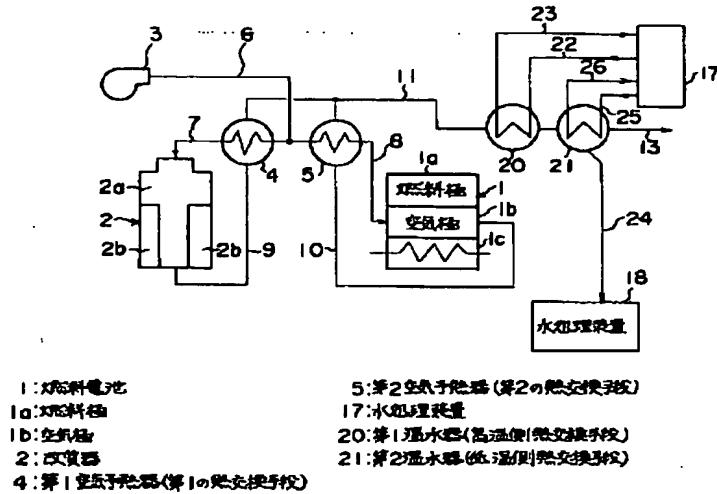 3
6
23
22
26
17
11
25
7
8
20
21
13
4
5
1a
燃料極
1
2a
1b
空気極
2
24
2b
2b
9
10
1c
18
水処理装置
1:燃料電池
1a:燃料極
1b:空気極
2:改質器
4:第1空気予熱器(第1の熱交換手段)
5:第2空気予熱器(第2の熱交換手段)
17:水処理装置
20:第1温水器(高温側熱交換手段)
21:第2温水器(低温側熱交換手段)